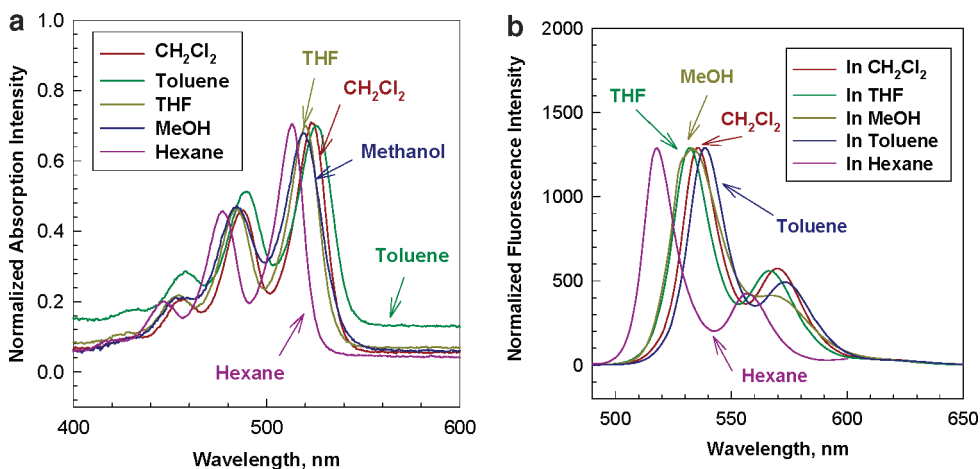 a
Normalized Absorption Intensity
1.0
0.8
0.6
0.4
0.2
0.0
CH₂Cl₂
Toluene
THF
MeOH
Hexane
THF
CH₂Cl₂
Methanol
Toluene
Hexane
400 500 600
Wavelength, nm
b
Normalized Fluorescence Intensity
2000
1500
1000
500
0
In CH₂Cl₂
In THF
In MeOH
In Toluene
In Hexane
MeOH
THF
CH₂Cl₂
Toluene
Hexane
500 550 600 650
Wavelength, nm